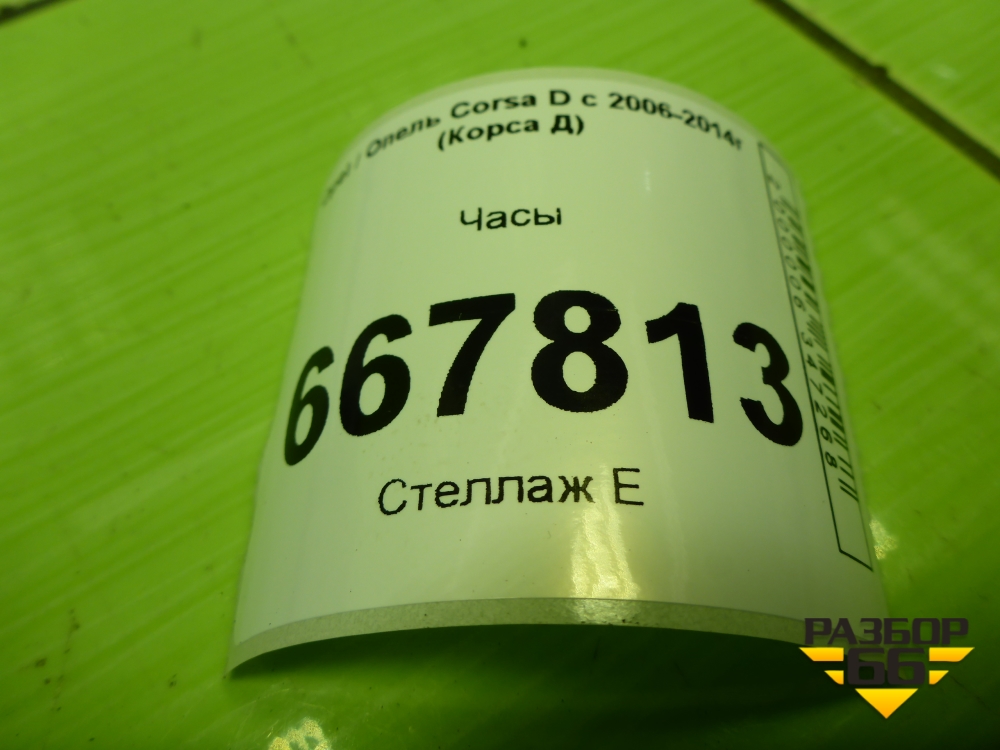 Опель Corsa D с 2006-2014г
(Корса Д)
Часы
667813
Стеллаж Е
РАЗБОР
66